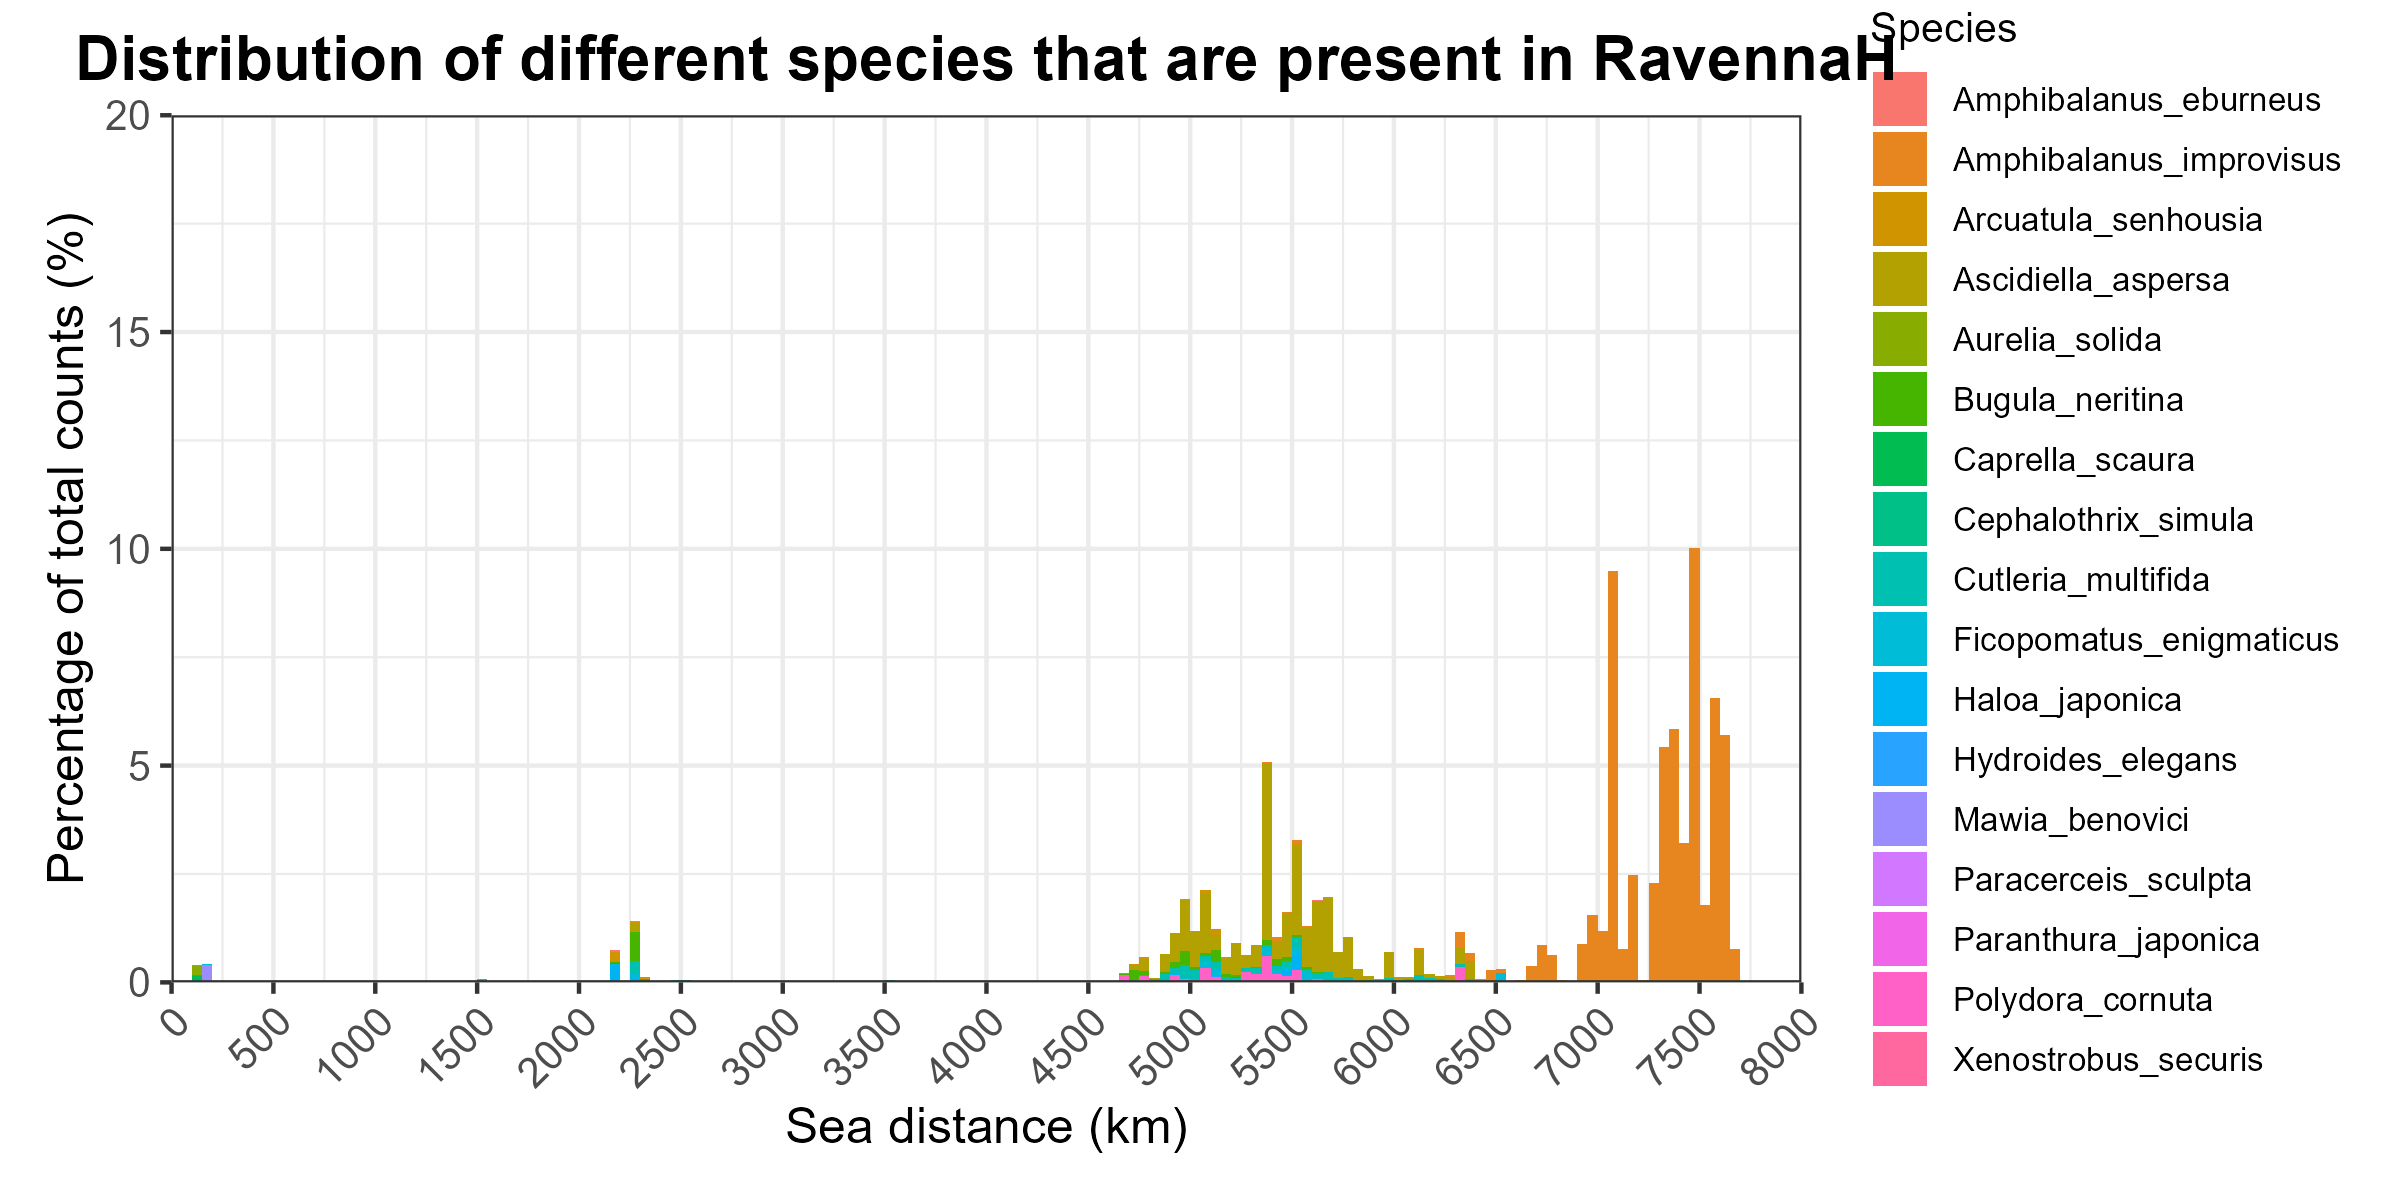 Distribution of different species that are present in RavennaH
Species
Amphibalanus_eburneus
Amphibalanus_improvisus
Arcuatula_senhousia
Ascidiella_aspersa
Aurelia_solida
Bugula_neritina
Caprella_scaura
Cephalothrix_simula
Cutleria_multifida
Ficopomatus_enigmaticus
Haloa_japonica
Hydroides_elegans
Mawia_benovici
Paracerceis_sculpta
Paranthura_japonica
Polydora_cornuta
Xenostrobus_securis
Percentage of total counts (%)
20
15
10
5
0
0 500 1000 1500 2000 2500 3000 3500 4000 4500 5000 5500 6000 6500 7000 7500 8000
Sea distance (km)